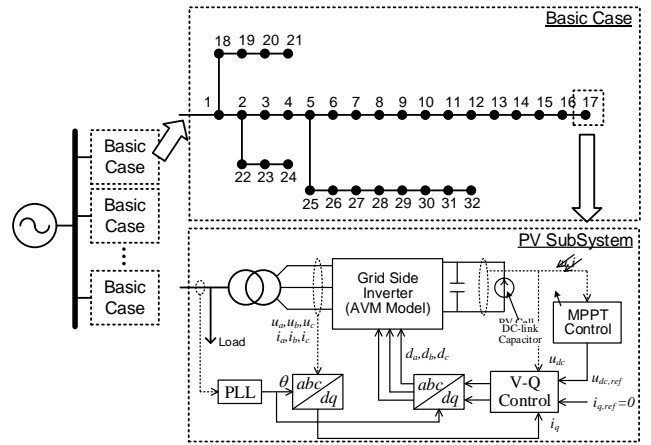 Basic Case
18 19 20 21
1 2 3 4 5 6 7 8 9 10 11 12 13 14 15 16 17
22 23 24
25 26 27 28 29 30 31 32
Basic
Case
Basic
Case
Basic
Case
PV SubSystem
Grid Side
Inverter
(AVM Model)
DC-link
Capacitor
MPPT
Control
Load
ua,ub,uc
ia,ib,ic
da,db,dc
udc
udc,ref
PLL
θ
abc
dq
abc
dq
V-Q
Control
iq,ref=0
iq